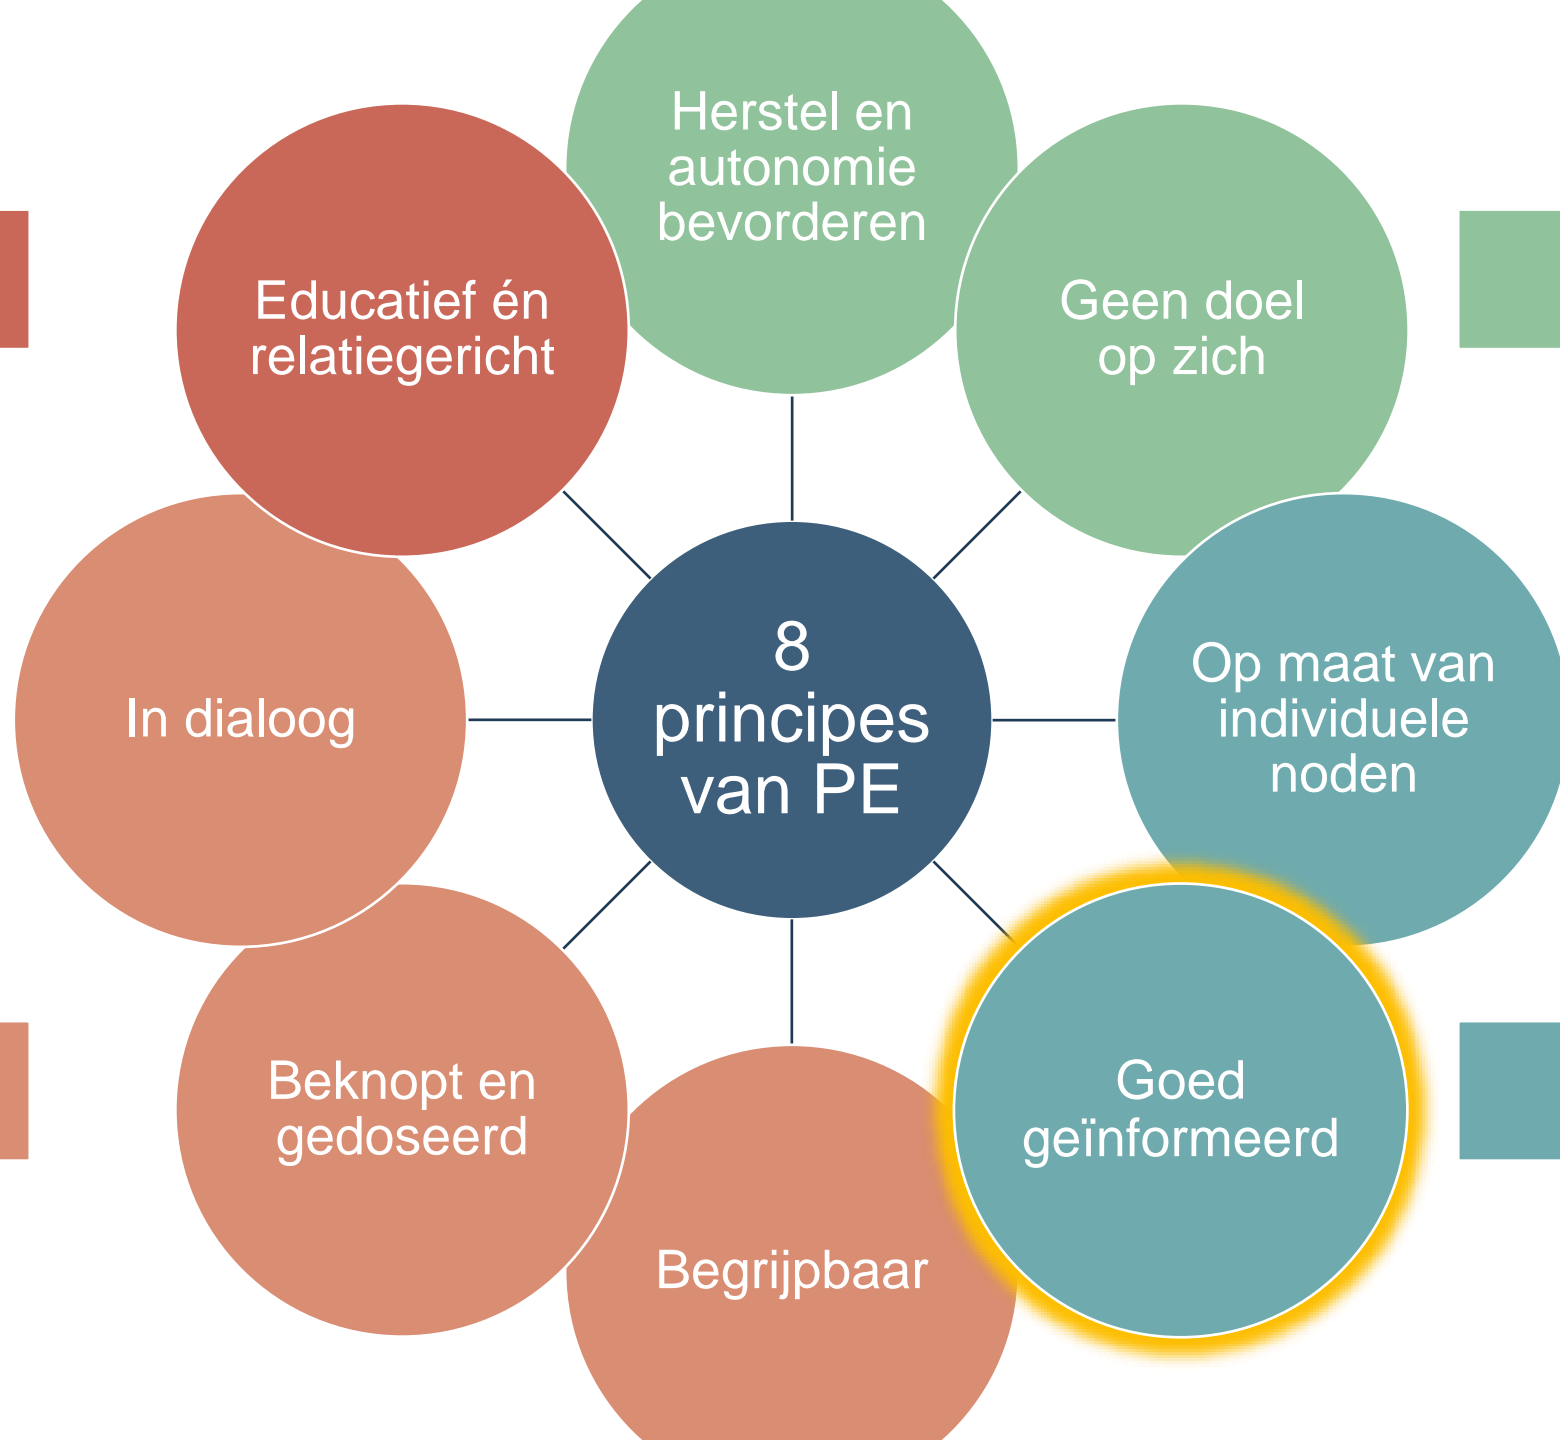 Herstel en
autonomie
bevorderen
Geen doel
op zich
Op maat van
individuele
noden
Goed
geïnformeerd
Begrijpbaar
Beknopt en
gedoseerd
In dialoog
Educatief én
relatiegericht
8
principes
van PE